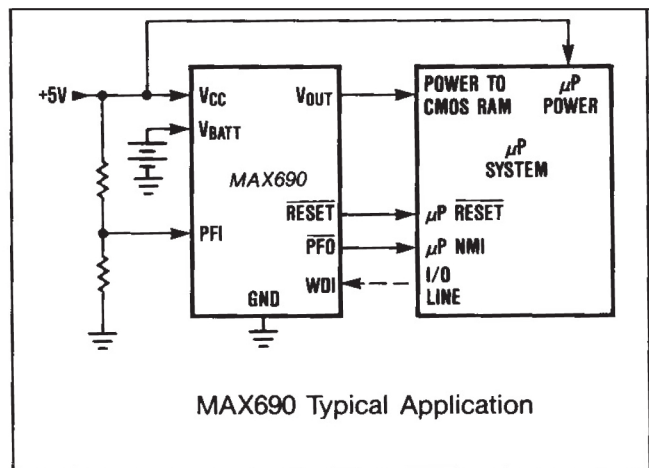 +5V
VCC
VBATT
PFI
MAX690
VOUT
RESET
PFO
WDI
GND
POWER TO
CMOS RAM
μP
POWER
μP
SYSTEM
μP RESET
μP NMI
I/O
LINE
MAX690 Typical Application